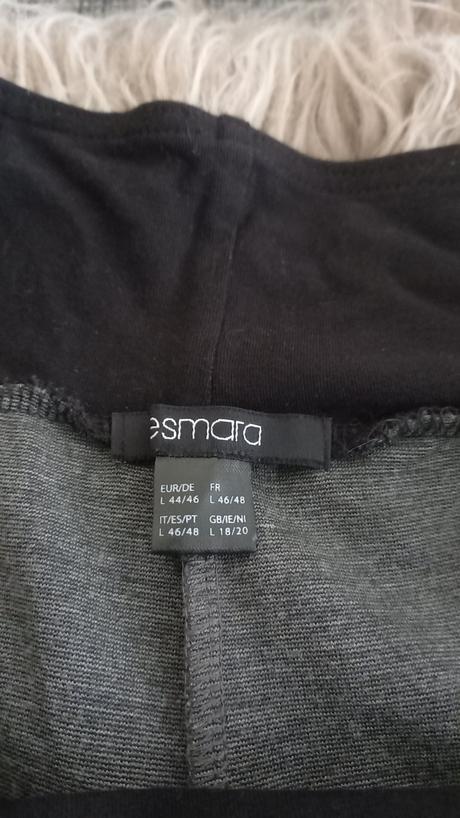 esmara
EUR/DE FR
L 44/46 L 46/48
IT/ES/PT GB/IE/NI
L 46/48 L 18/20